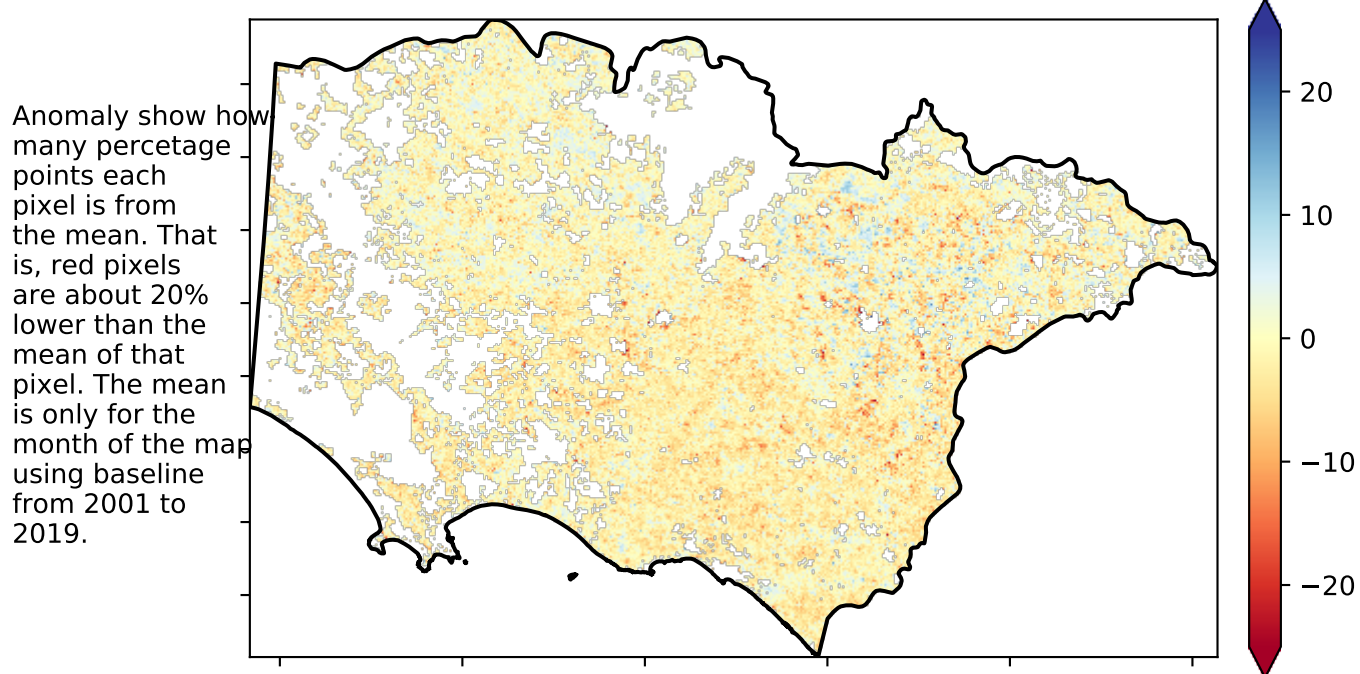 Anomaly show how
many percetage
points each
pixel is from
the mean. That
is, red pixels
are about 20%
lower than the
mean of that
pixel. The mean
is only for the
month of the map
using baseline
from 2001 to
2019.
20
10
0
−10
−20